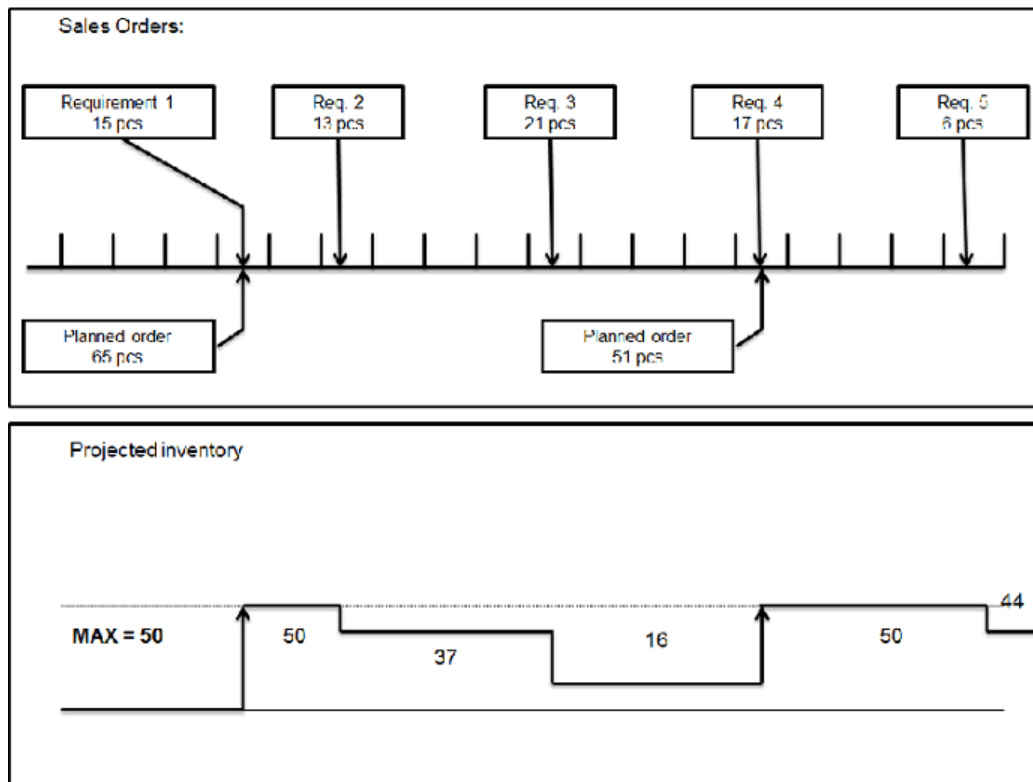 Sales Orders:
Requirement 1
15 pcs
Req. 2
13 pcs
Req. 3
21 pcs
Req. 4
17 pcs
Req. 5
6 pcs
Planned order
65 pcs
Planned order
51 pcs
Projected inventory
MAX = 50
50
37
16
50
44